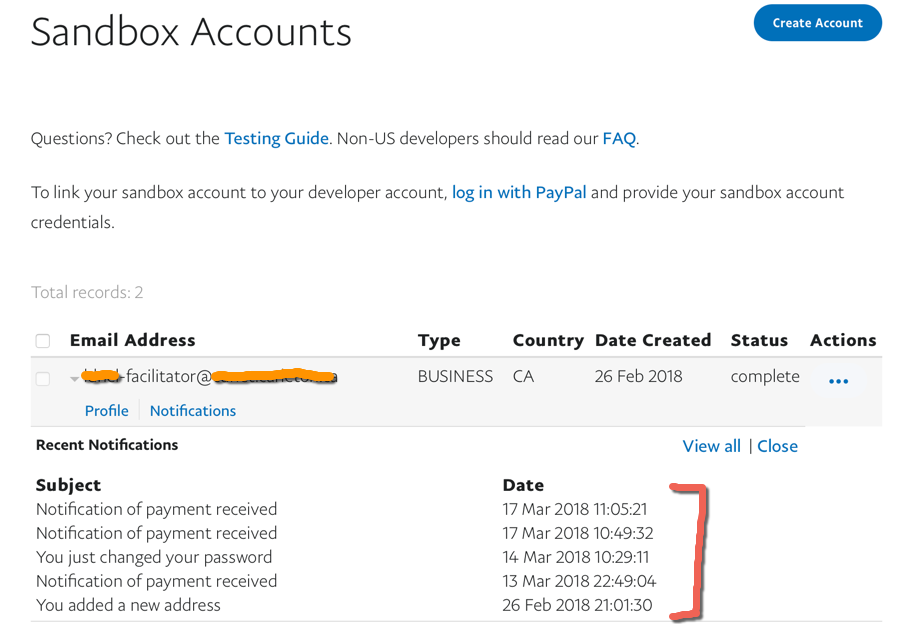 Sandbox Accounts
Create Account
Questions? Check out the Testing Guide. Non-US developers should read our FAQ.
To link your sandbox account to your developer account, log in with PayPal and provide your sandbox account
credentials.
Total records: 2
Email Address Type Country Date Created Status Actions
-facilitator@ BUSINESS CA 26 Feb 2018 complete
Profile Notifications
Recent Notifications View all | Close
Subject Date
Notification of payment received 17 Mar 2018 11:05:21
Notification of payment received 17 Mar 2018 10:49:32
You just changed your password 14 Mar 2018 10:29:11
Notification of payment received 13 Mar 2018 22:49:04
You added a new address 26 Feb 2018 21:01:30